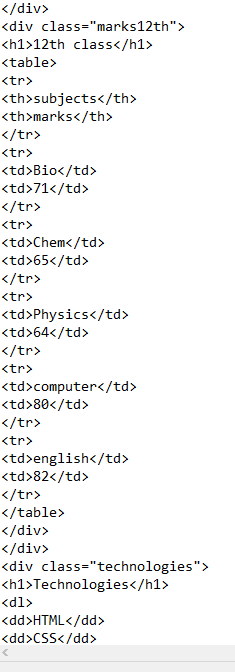 </div>
<div class="marks12th">
<h1>12th class</h1>
<table>
<tr>
<th>subjects</th>
<th>marks</th>
</tr>
<tr>
<td>Bio</td>
<td>71</td>
</tr>
<tr>
<td>Chem</td>
<td>65</td>
</tr>
<tr>
<td>Physics</td>
<td>64</td>
</tr>
<tr>
<td>computer</td>
<td>80</td>
</tr>
<tr>
<td>english</td>
<td>82</td>
</tr>
</table>
</div>
</div>
<div class="technologies">
<h1>Technologies</h1>
<dl>
<dd>HTML</dd>
<dd>CSS</dd>